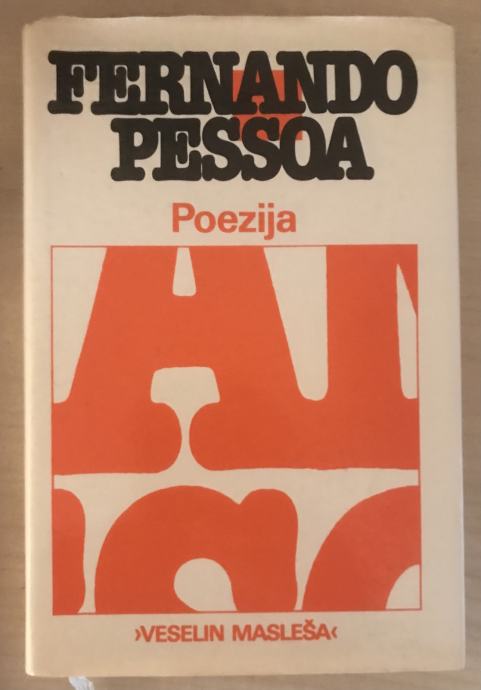 FERNANDO
PESSOA
Poezija
›VESELIN MASLEŠA‹